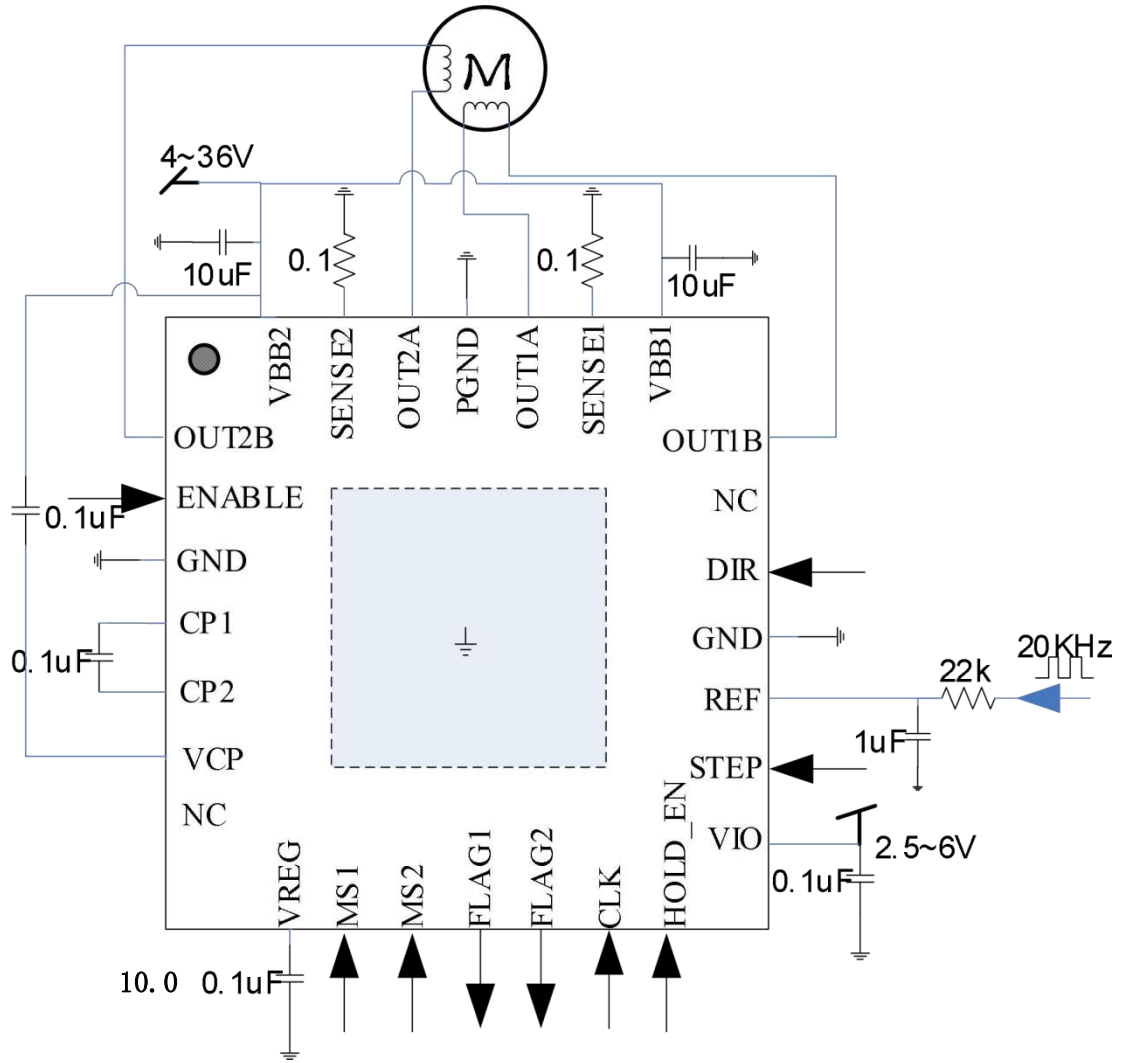 M
4~36V
10uF
0.1
0.1
10uF
VBB2
SENSE2
OUT2A
PGND
OUT1A
SENSE1
VBB1
OUT2B
OUT1B
ENABLE
NC
0.1uF
GND
DIR
CP1
GND
0.1uF
20KHz
CP2
22k
REF
1uF
VCP
STEP
NC
VIO
2.5~6V
0.1uF
VREG
MS1
MS2
FLAG1
FLAG2
CLK
HOLD_EN
10.0 0.1uF